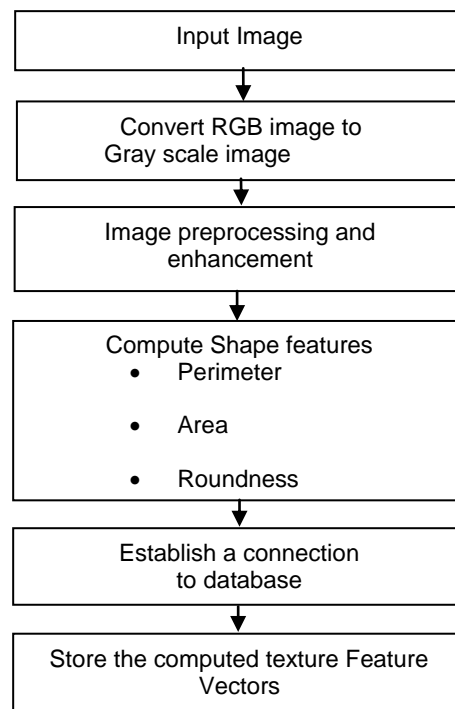 Input Image
Convert RGB image to
Gray scale image
Image preprocessing and
enhancement
Compute Shape features
• Perimeter
• Area
• Roundness
Establish a connection
to database
Store the computed texture Feature
Vectors